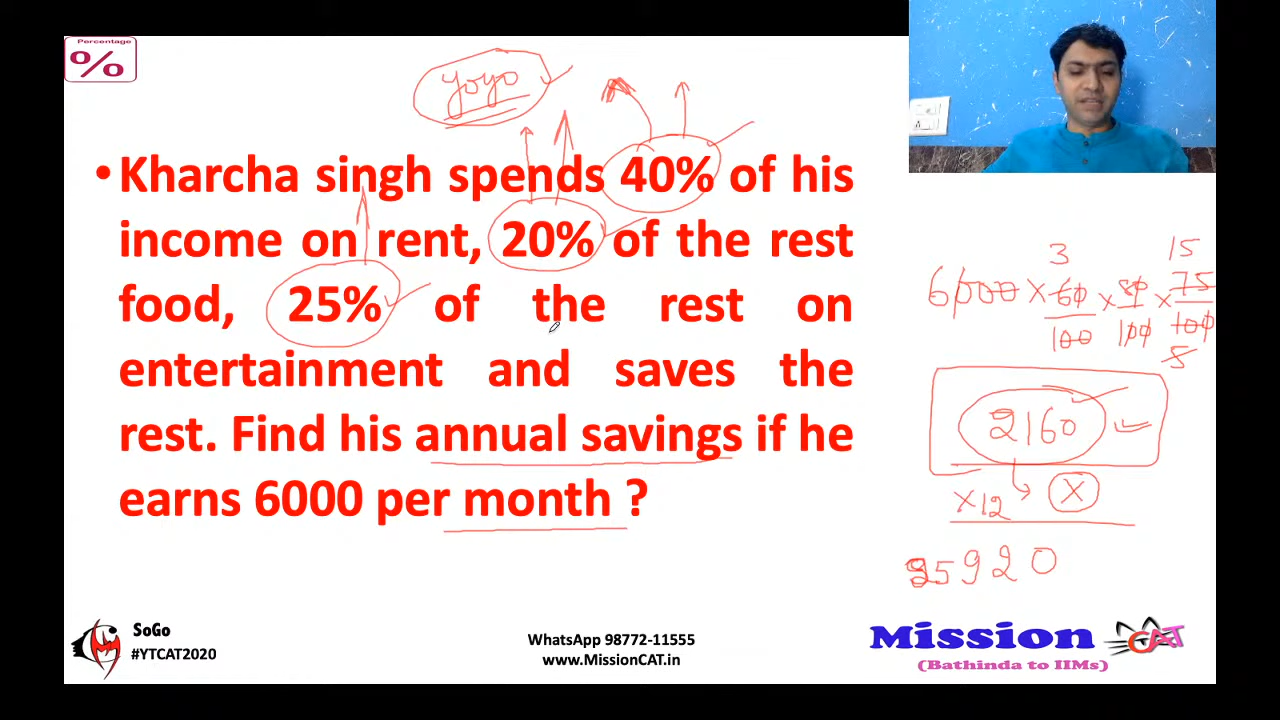 Percentage
%
yoyo
• Kharcha singh spends 40% of his
income on rent, 20% of the rest
food, 25% of the rest on
entertainment and saves the
rest. Find his annual savings if he
earns 6000 per month ?
3 15
6000 × 60/100 × 80/100 × 75/100
5
2160
×12 → X
25920
SoGo
#YTCAT2020
WhatsApp 98772-11555
www.MissionCAT.in
Mission CAT
(Bathinda to IIMs)